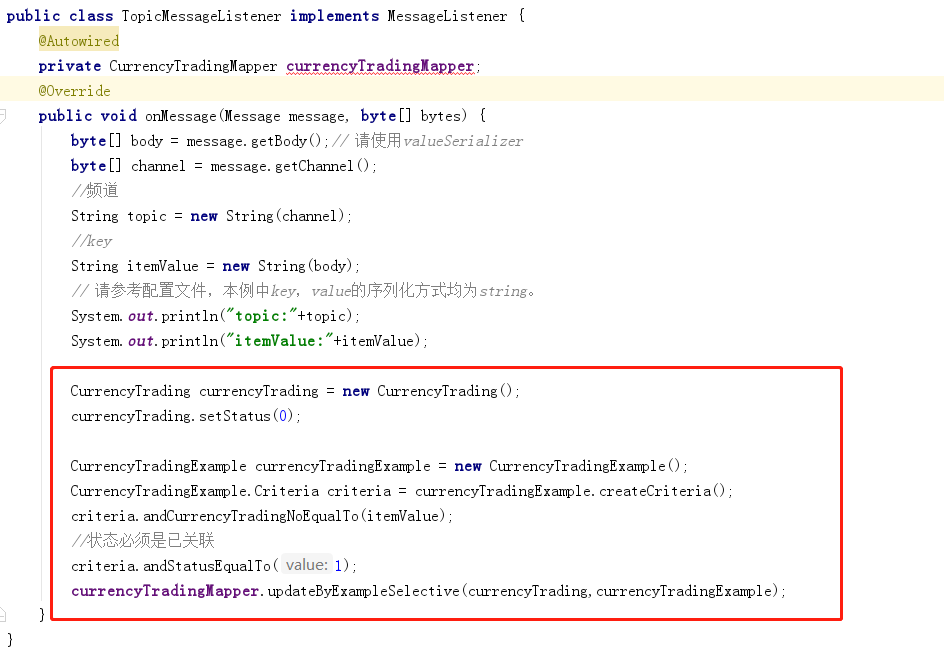 public class TopicMessageListener implements MessageListener {
@Autowired
private CurrencyTradingMapper currencyTradingMapper;
@Override
public void onMessage(Message message, byte[] bytes) {
byte[] body = message.getBody();// 请使用valueSerializer
byte[] channel = message.getChannel();
//频道
String topic = new String(channel);
//key
String itemValue = new String(body);
// 请参考配置文件，本例中key，value的序列化方式均为string。
System.out.println("topic:"+topic);
System.out.println("itemValue:"+itemValue);
CurrencyTrading currencyTrading = new CurrencyTrading();
currencyTrading.setStatus(0);
CurrencyTradingExample currencyTradingExample = new CurrencyTradingExample();
CurrencyTradingExample.Criteria criteria = currencyTradingExample.createCriteria();
criteria.andCurrencyTradingNoEqualTo(itemValue);
//状态必须是已关联
criteria.andStatusEqualTo( value: 1);
currencyTradingMapper.updateByExampleSelective(currencyTrading,currencyTradingExample);
}
}